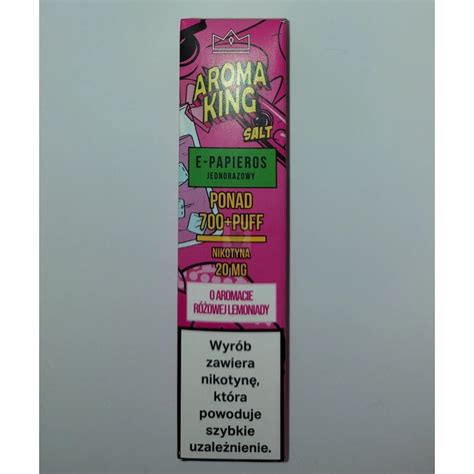 AROMA
KING
SALT
E-PAPIEROS
JEDNORAZOWY
PONAD
700+PUFF
NIKOTYNA
20 MG
O AROMACIE
RÓŻOWEJ LEMONIADY
Wyrób
zawiera
nikotynę,
która
powoduje
szybkie
uzależnienie.